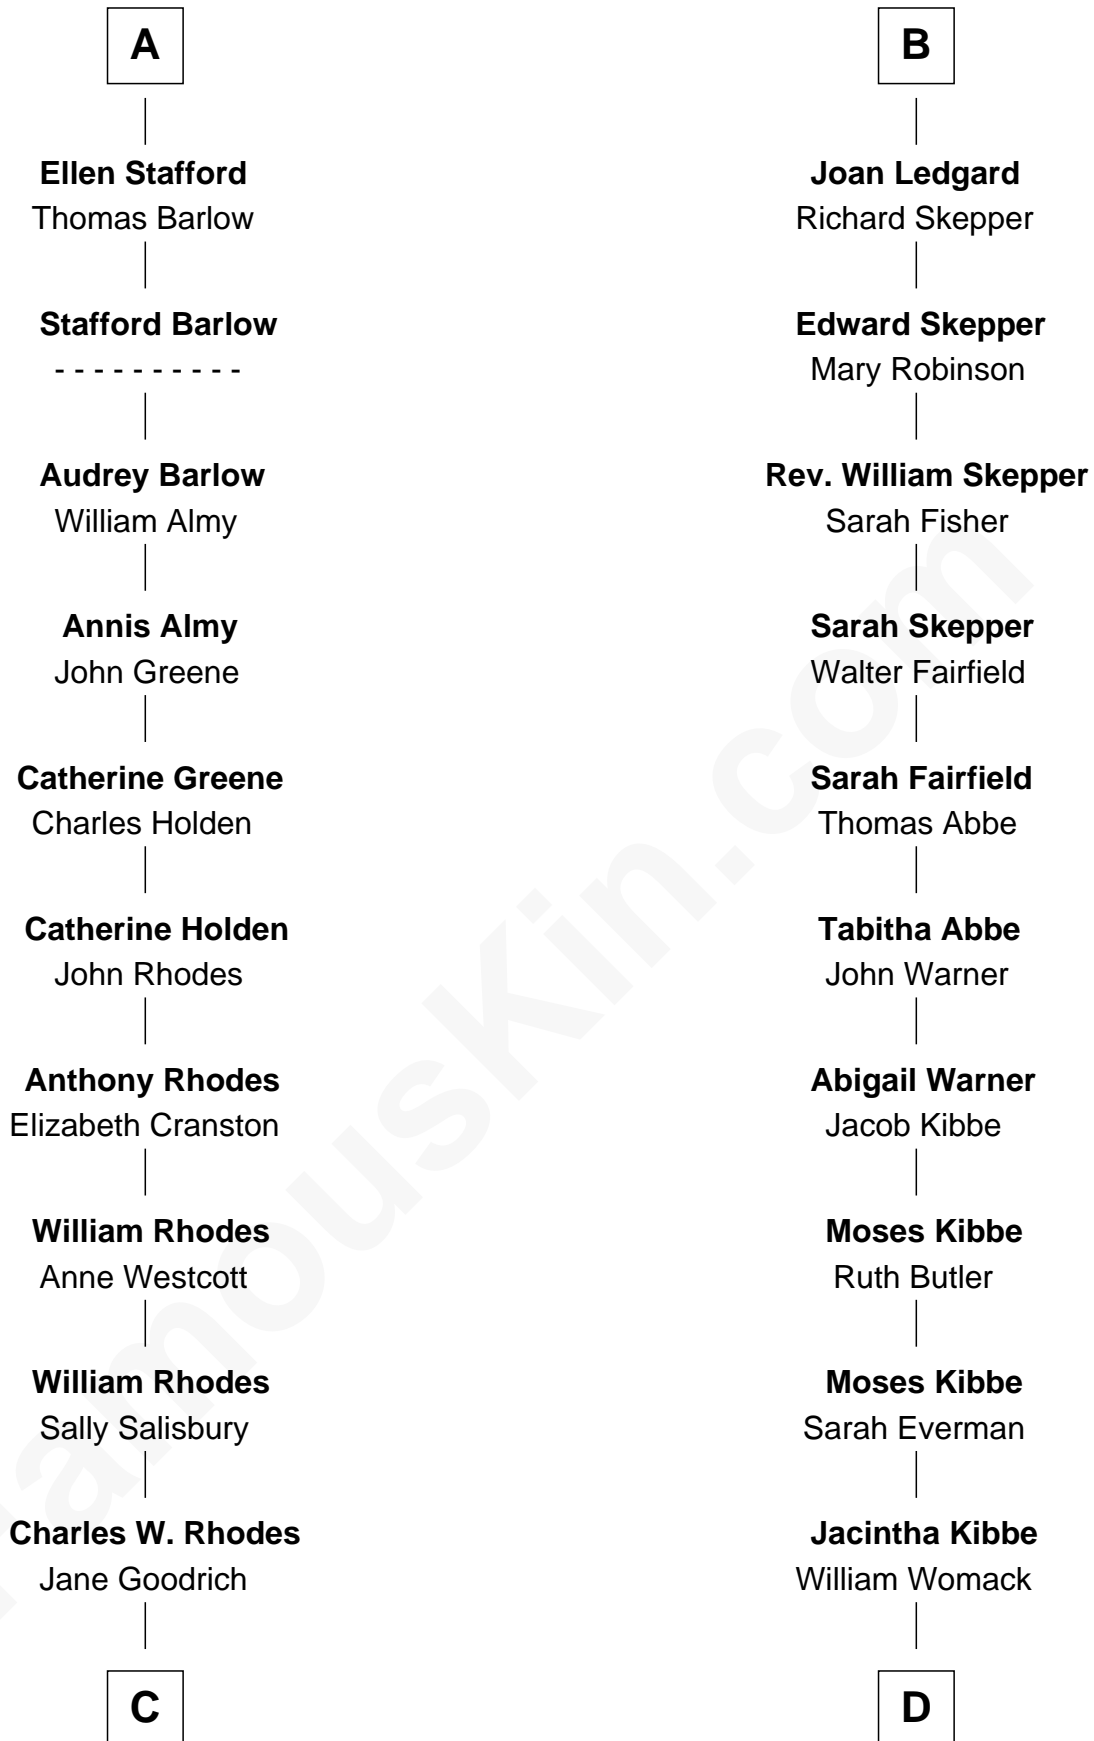 A
Ellen Stafford
Thomas Barlow
Stafford Barlow
- - - - - - - - - -
Audrey Barlow
William Almy
Annis Almy
John Greene
Catherine Greene
Charles Holden
Catherine Holden
John Rhodes
Anthony Rhodes
Elizabeth Cranston
William Rhodes
Anne Westcott
William Rhodes
Sally Salisbury
Charles W. Rhodes
Jane Goodrich
C
B
Joan Ledgard
Richard Skepper
Edward Skepper
Mary Robinson
Rev. William Skepper
Sarah Fisher
Sarah Skepper
Walter Fairfield
Sarah Fairfield
Thomas Abbe
Tabitha Abbe
John Warner
Abigail Warner
Jacob Kibbe
Moses Kibbe
Ruth Butler
Moses Kibbe
Sarah Everman
Jacintha Kibbe
William Womack
D
FamousKin.com